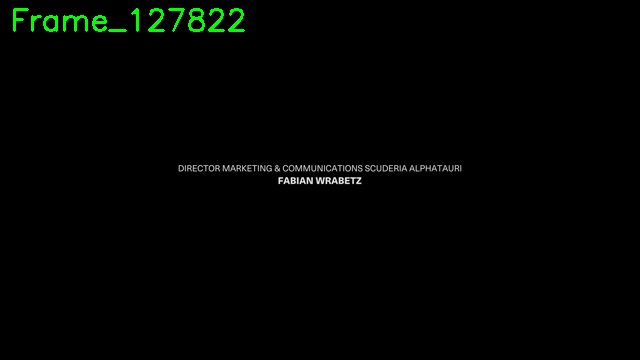 Frame_127822
DIRECTOR MARKETING & COMMUNICATIONS SCUDERIA ALPHATAURI
FABIAN WRABETZ